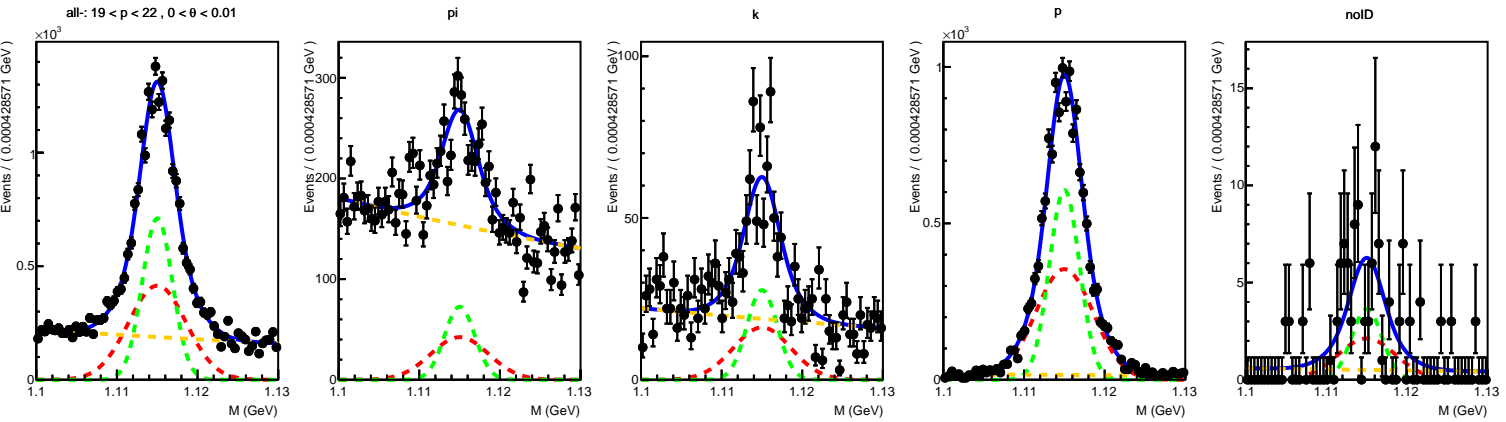 all-: 19 < p < 22 , 0 < θ < 0.01
×10³
Events / ( 0.000428571 GeV )
1
0.5
0
1.1
1.11
1.12
1.13
M (GeV)
pi
Events / ( 0.000428571 GeV )
300
200
100
0
1.1
1.11
1.12
1.13
M (GeV)
k
Events / ( 0.000428571 GeV )
100
50
0
1.1
1.11
1.12
1.13
M (GeV)
p
×10³
Events / ( 0.000428571 GeV )
1
0.5
0
1.1
1.11
1.12
1.13
M (GeV)
noID
Events / ( 0.000428571 GeV )
15
10
5
0
1.1
1.11
1.12
1.13
M (GeV)